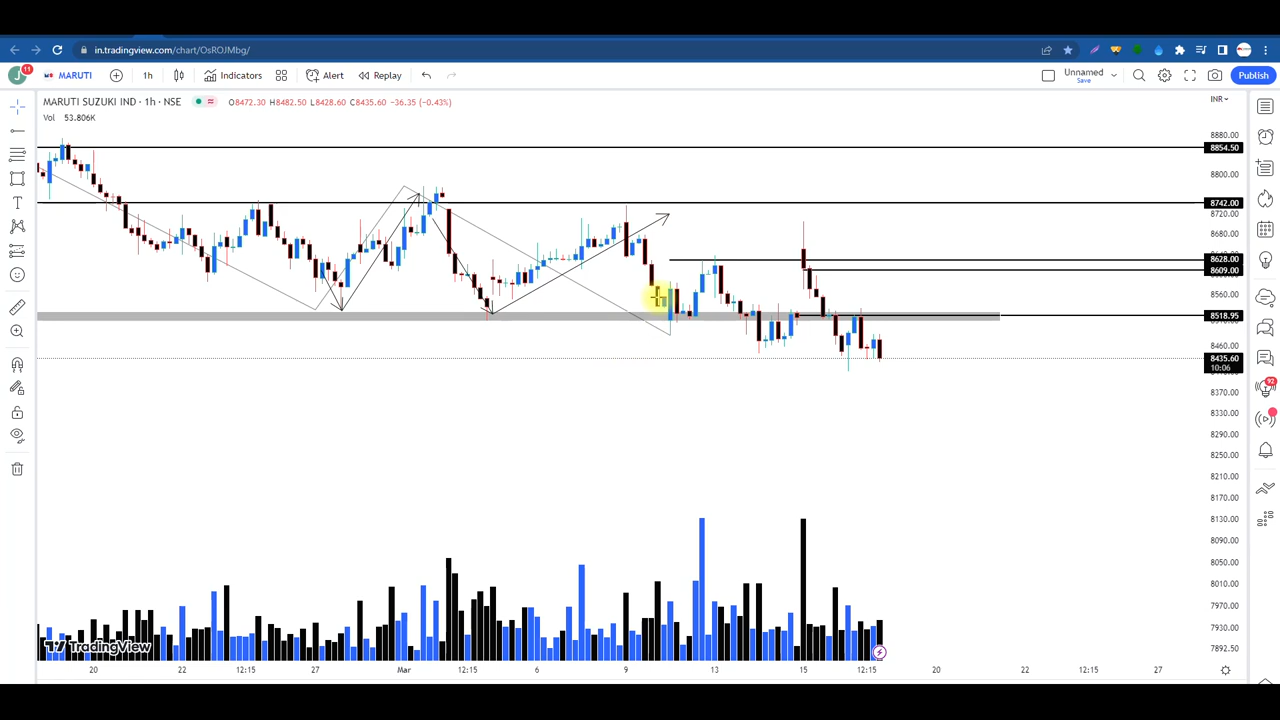 in.tradingview.com/chart/OsROJMbg/
J
11
MARUTI
1h
Indicators
Alert
Replay
Unnamed
Save
Publish
MARUTI SUZUKI IND · 1h · NSE
O8472.30 H8482.50 L8428.60 C8435.60 -36.35 (-0.43%)
INR
Vol 53.806K
8880.00
8854.50
8800.00
8742.00
8720.00
8680.00
8640.00
8628.00
8609.00
8560.00
8518.95
8460.00
8435.60
10:06
8370.00
8330.00
8290.00
8250.00
8210.00
8170.00
8130.00
8090.00
8050.00
8010.00
7970.00
7930.00
7892.50
92
TradingView
20
22
12:15
27
Mar
12:15
6
9
13
15
12:15
20
22
12:15
27